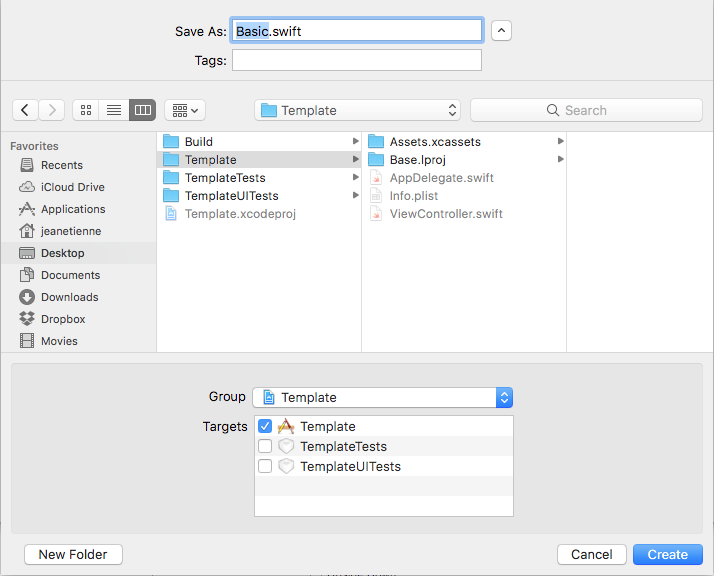 Save As: Basic.swift
Tags:
Template
Search
Favorites
Recents
iCloud Drive
Applications
jeanetienne
Desktop
Documents
Downloads
Dropbox
Movies
Build
Template
TemplateTests
TemplateUITests
Template.xcodeproj
Assets.xcassets
Base.lproj
AppDelegate.swift
Info.plist
ViewController.swift
Group Template
Targets Template
TemplateTests
TemplateUITests
New Folder Cancel Create